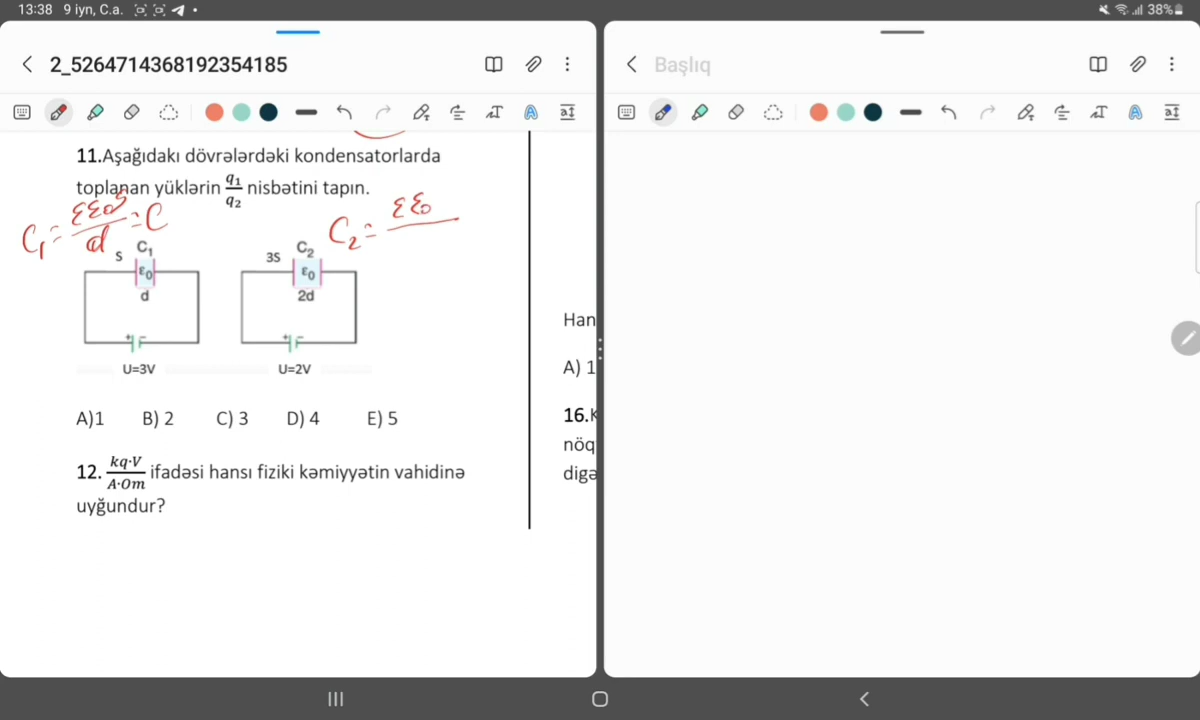 13:38 9 iyn, C.a.
38%
2_5264714368192354185
Başlıq
11.Aşağıdakı dövrələrdəki kondensatorlarda
toplanan yüklərin q₁/q₂ nisbətini tapın.
C₁ = εε₀S/d = C
C₂ = εε₀
S C₁
ε₀
d
U=3V
3S C₂
ε₀
2d
U=2V
A)1 B) 2 C) 3 D) 4 E) 5
12. kq·V/A·Om ifadəsi hansı fiziki kəmiyyətin vahidinə
uyğundur?
Han
A) 1
16.K
nöq
digə